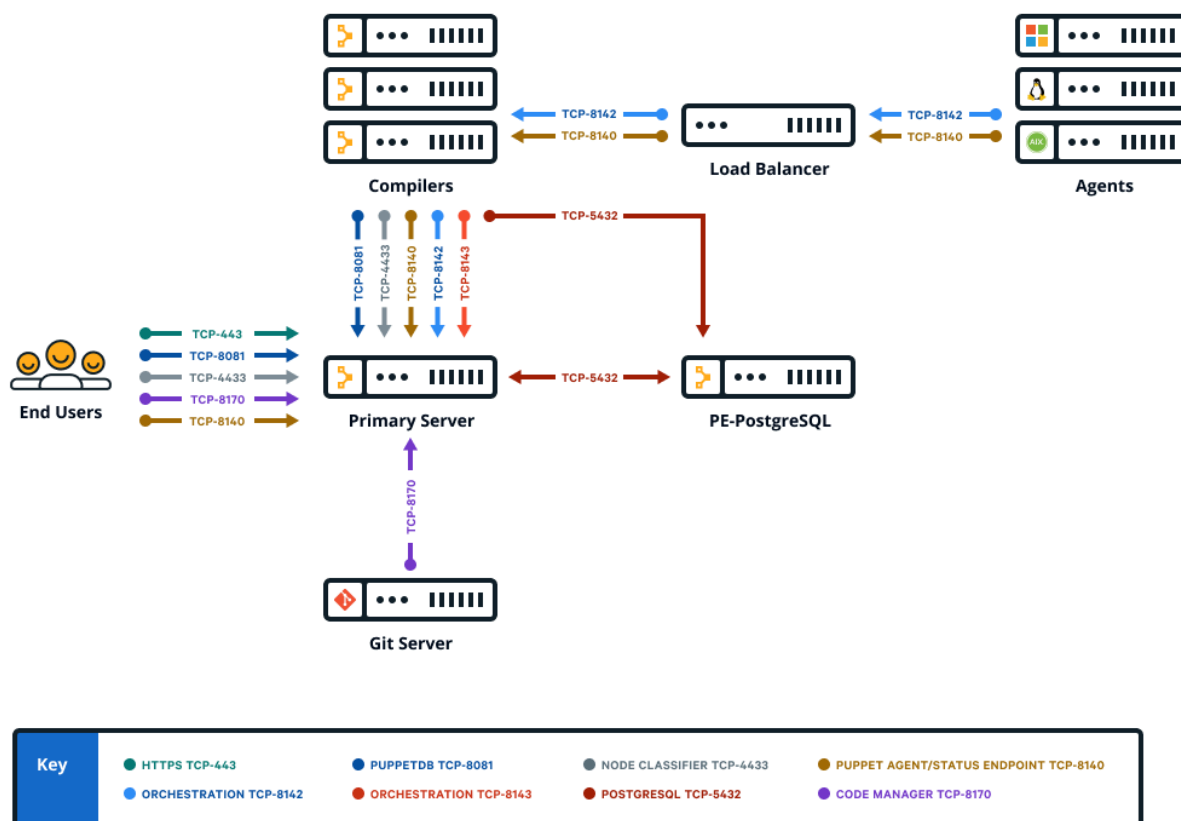 TCP-8142
TCP-8140
TCP-8142
TCP-8140
AIX
Compilers
Load Balancer
Agents
TCP-8081
TCP-4433
TCP-8140
TCP-8142
TCP-8143
TCP-5432
TCP-443
TCP-8081
TCP-4433
TCP-8170
TCP-8140
End Users
TCP-5432
Primary Server
PE-PostgreSQL
TCP-8170
Git Server
Key
HTTPS TCP-443
PUPPETDB TCP-8081
NODE CLASSIFIER TCP-4433
PUPPET AGENT/STATUS ENDPOINT TCP-8140
ORCHESTRATION TCP-8142
ORCHESTRATION TCP-8143
POSTGRESQL TCP-5432
CODE MANAGER TCP-8170